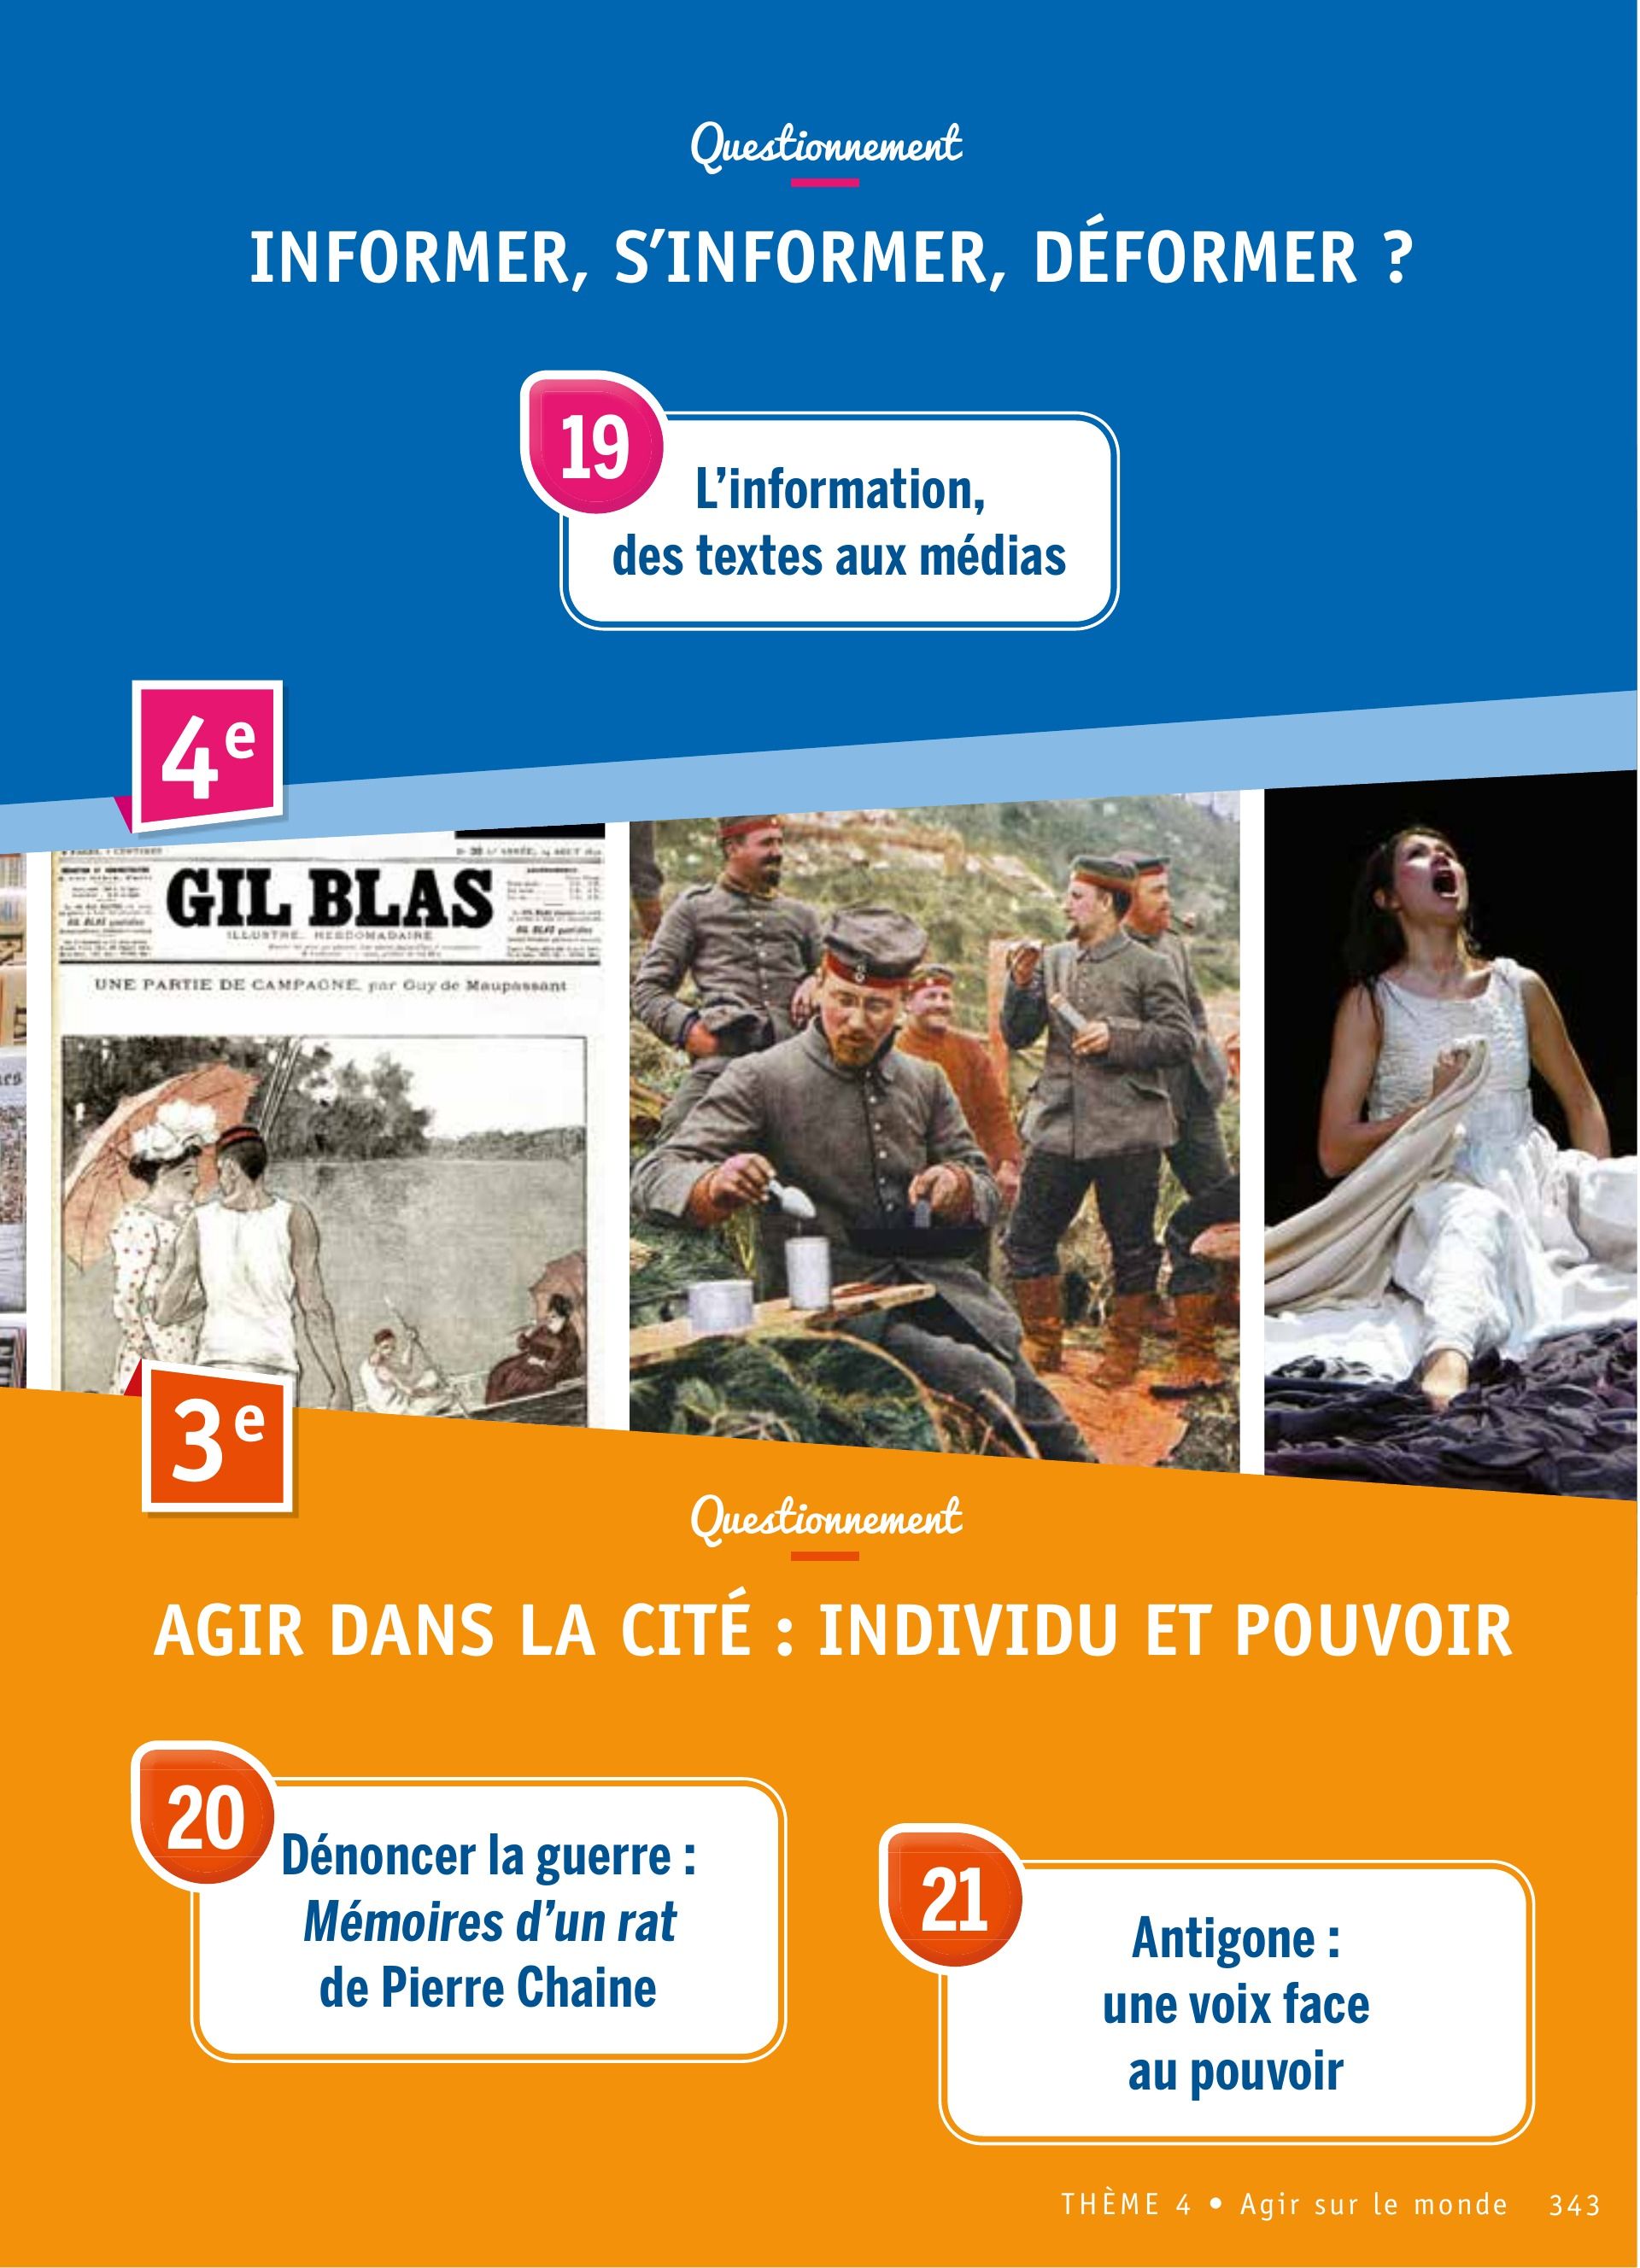 Questionnement
INFORMER, S'INFORMER, DÉFORMER ?
19
L'information,
des textes aux médias
4e
GIL BLAS
ILLUSTRÉ. HEBDOMADAIRE
UNE PARTIE DE CAMPAGNE, par Guy de Maupassant
3e
Questionnement
AGIR DANS LA CITÉ : INDIVIDU ET POUVOIR
20
Dénoncer la guerre :
Mémoires d'un rat
de Pierre Chaine
21
Antigone :
une voix face
au pouvoir
THÈME 4 • Agir sur le monde 343